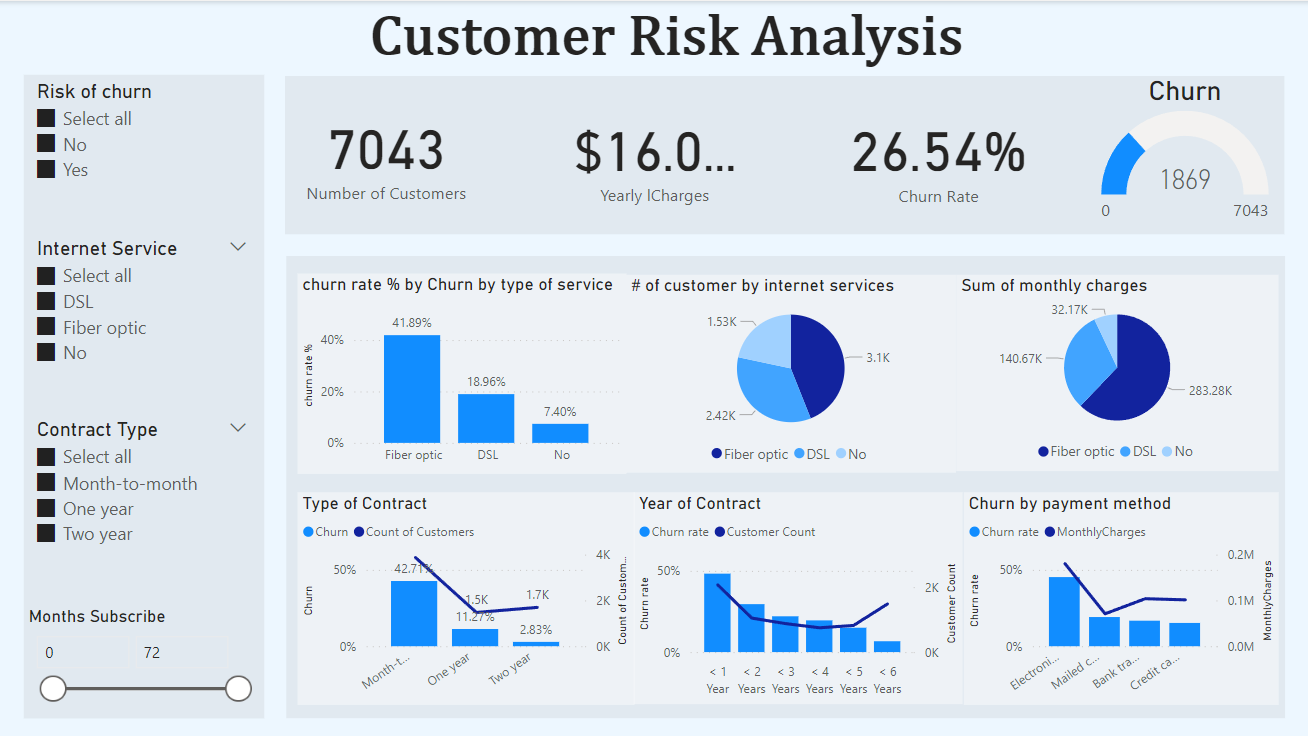 Customer Risk Analysis
Risk of churn
Select all
No
Yes
Internet Service
Select all
DSL
Fiber optic
No
Contract Type
Select all
Month-to-month
One year
Two year
Months Subscribe
0
72
7043
Number of Customers
$16.0...
Yearly lCharges
26.54%
Churn Rate
Churn
1869
0
7043
churn rate % by Churn by type of service
churn rate %
40%
20%
0%
41.89%
18.96%
7.40%
Fiber optic
DSL
No
# of customer by internet services
1.53K
3.1K
2.42K
Fiber optic DSL No
Sum of monthly charges
32.17K
140.67K
283.28K
Fiber optic DSL No
Type of Contract
Churn Count of Customers
Churn
50%
0%
42.71%
1.5K
11.27%
1.7K
2.83%
4K
2K
0K
Count of Custom...
Month-t...
One year
Two year
Year of Contract
Churn rate Customer Count
Churn rate
50%
0%
2K
0K
Customer Count
< 1 Year
< 2 Years
< 3 Years
< 4 Years
< 5 Years
< 6 Years
Churn by payment method
Churn rate MonthlyCharges
Churn rate
50%
0%
0.2M
0.1M
0.0M
MonthlyCharges
Electroni...
Mailed c...
Bank tra...
Credit ca...